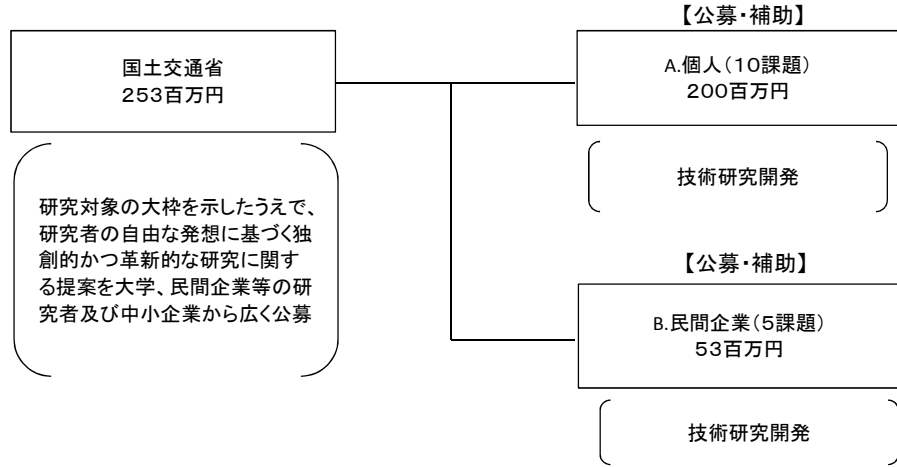 国土交通省
253百万円
研究対象の大枠を示したうえで、
研究者の自由な発想に基づく独
創的かつ革新的な研究に関す
る提案を大学、民間企業等の研
究者及び中小企業から広く公募
【公募・補助】
A.個人（10課題）
200百万円
技術研究開発
【公募・補助】
B.民間企業（5課題）
53百万円
技術研究開発